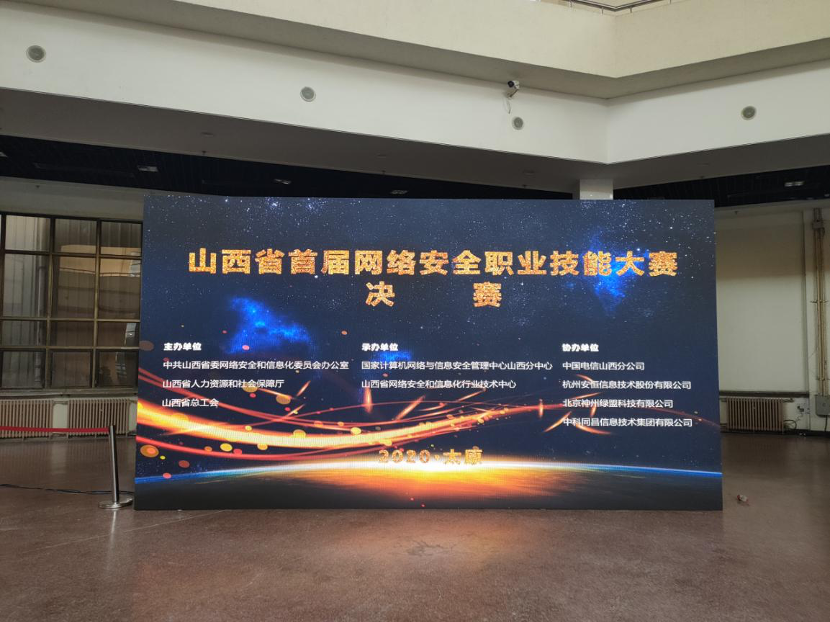 山西省首届网络安全职业技能大赛
决 赛
主办单位
中共山西省委网络安全和信息化委员会办公室
山西省人力资源和社会保障厅
山西省总工会
承办单位
国家计算机网络与信息安全管理中心山西分中心
山西省网络安全和信息化行业技术中心
协办单位
中国电信山西分公司
杭州安恒信息技术股份有限公司
北京神州绿盟科技有限公司
中科同昌信息技术集团有限公司
2020·太原